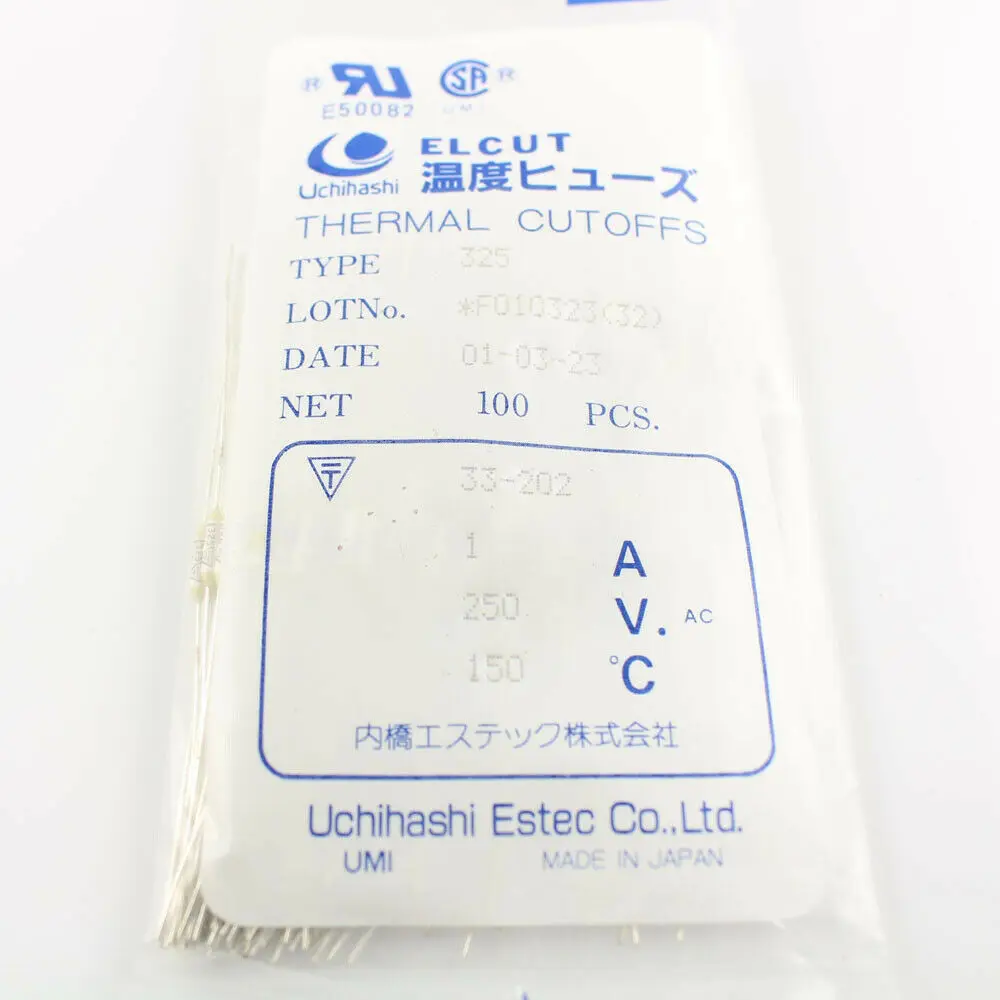 ® ® 
E50082 U M I
Uchihashi
ELCUT
温度ヒューズ
THERMAL CUTOFFS
TYPE 325
LOTNo. *F010323(32)
DATE 01-03-23
NET 100 PCS.
33-202
1 A
250 V. AC
150 °C
内橋エステック株式会社
Uchihashi Estec Co.,Ltd.
UMI MADE IN JAPAN